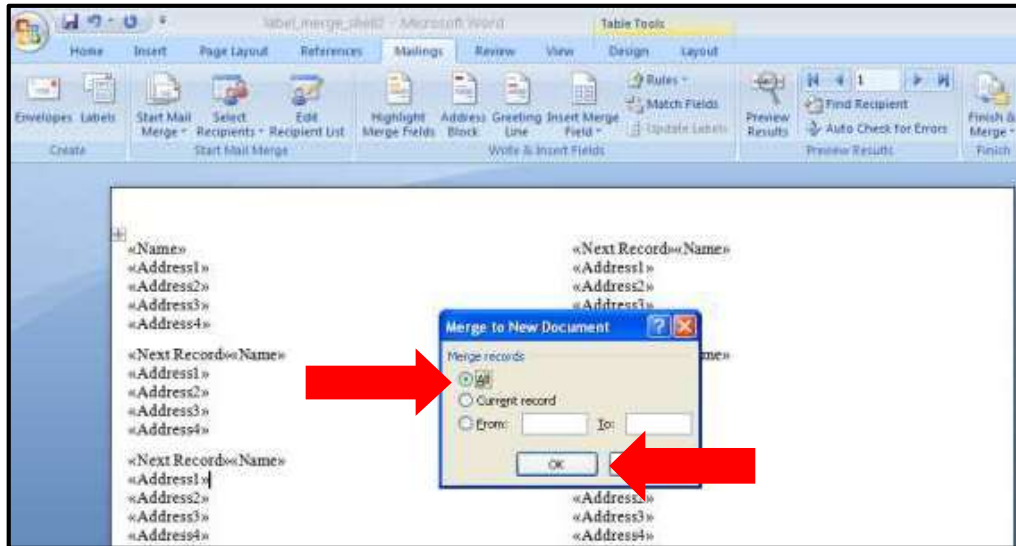 label_merge_shell2 - Microsoft Word
Table Tools
Home Insert Page Layout References Mailings Review View Design Layout
Envelopes Labels
Create
Start Mail Merge Select Recipients Edit Recipient List
Start Mail Merge
Highlight Merge Fields Address Block Greeting Line Insert Merge Field
Rules
Match Fields
Update Labels
Write & Insert Fields
Preview Results
1
Find Recipient
Auto Check for Errors
Preview Results
Finish & Merge
Finish
«Name»
«Address1»
«Address2»
«Address3»
«Address4»
«Next Record»«Name»
«Address1»
«Address2»
«Address3»
«Address4»
«Next Record»«Name»
«Address1»
«Address2»
«Address3»
«Address4»
«Next Record»«Name»
«Address1»
«Address2»
«Address3»
me»
Merge to New Document
Merge records
All
Current record
From: To:
OK
«Address2»
«Address3»
«Address4»